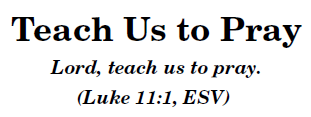 Teach Us to Pray
Lord, teach us to pray.
(Luke 11:1, ESV)